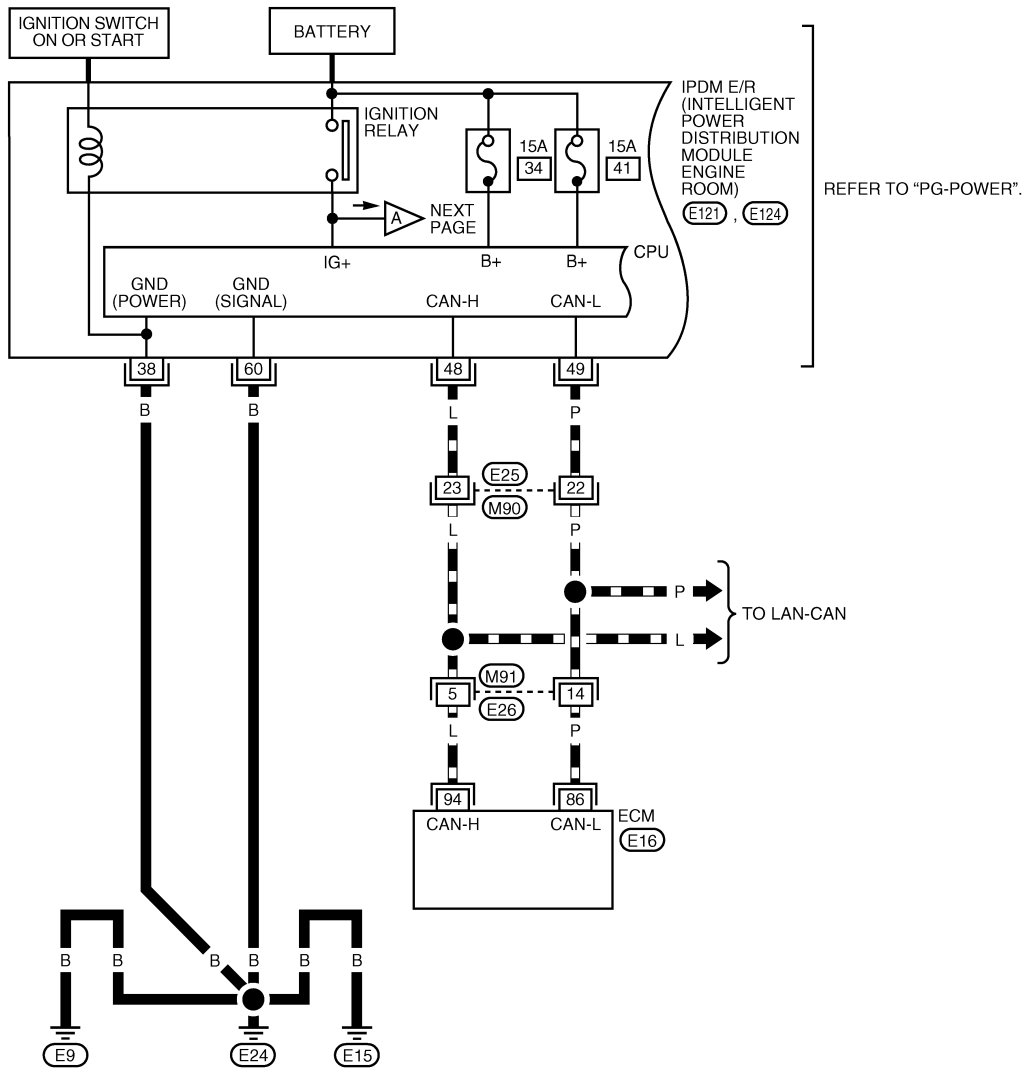 IGNITION SWITCH
ON OR START
BATTERY
IPDM E/R
(INTELLIGENT
POWER
DISTRIBUTION
MODULE
ENGINE
ROOM)
E121 , E124
REFER TO “PG-POWER”.
IGNITION
RELAY
15A
34
15A
41
A
NEXT
PAGE
CPU
IG+
B+
B+
GND
(POWER)
GND
(SIGNAL)
CAN-H
CAN-L
38
60
48
49
B
B
L
P
23
E25
22
M90
L
P
P
TO LAN-CAN
L
5
M91
14
E26
L
P
94
86
CAN-H
CAN-L
ECM
E16
B
B
B
B
B
B
E9
E24
E15